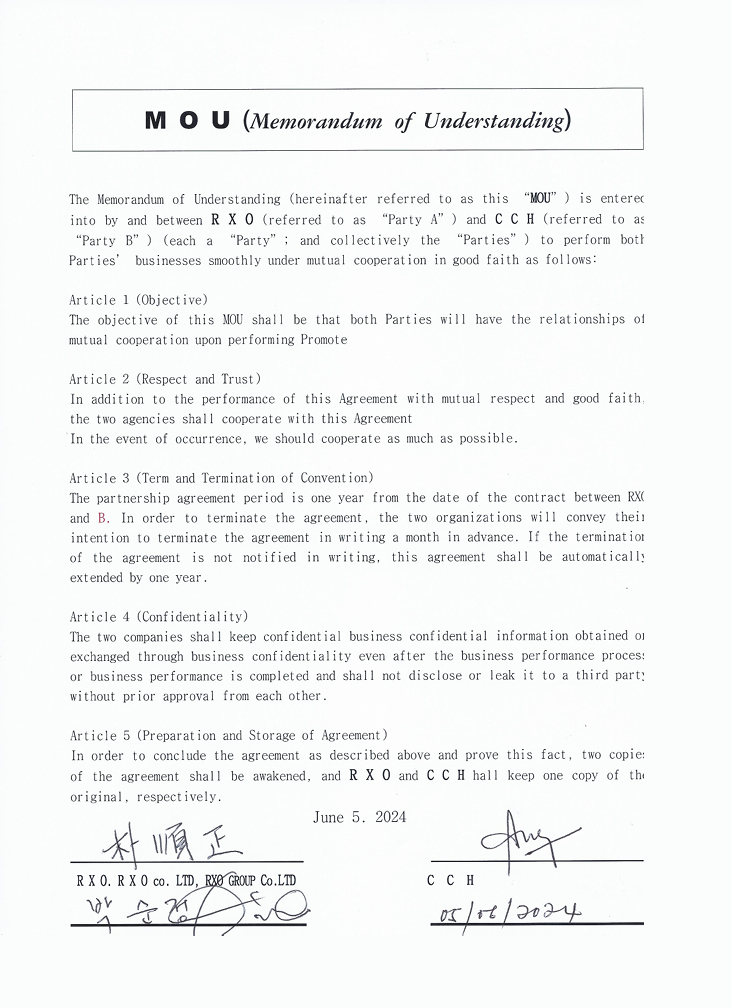 M O U (Memorandum of Understanding)
The Memorandum of Understanding (hereinafter referred to as this “MOU”) is entered
into by and between R X O (referred to as “Party A”) and C C H (referred to as
“Party B”) (each a “Party”; and collectively the “Parties”) to perform both
Parties’ businesses smoothly under mutual cooperation in good faith as follows:
Article 1 (Objective)
The objective of this MOU shall be that both Parties will have the relationships of
mutual cooperation upon performing Promote
Article 2 (Respect and Trust)
In addition to the performance of this Agreement with mutual respect and good faith,
the two agencies shall cooperate with this Agreement
In the event of occurrence, we should cooperate as much as possible.
Article 3 (Term and Termination of Convention)
The partnership agreement period is one year from the date of the contract between RXO
and B. In order to terminate the agreement, the two organizations will convey their
intention to terminate the agreement in writing a month in advance. If the termination
of the agreement is not notified in writing, this agreement shall be automatically
extended by one year.
Article 4 (Confidentiality)
The two companies shall keep confidential business confidential information obtained or
exchanged through business confidentiality even after the business performance process
or business performance is completed and shall not disclose or leak it to a third party
without prior approval from each other.
Article 5 (Preparation and Storage of Agreement)
In order to conclude the agreement as described above and prove this fact, two copies
of the agreement shall be awakened, and R X O and C C H hall keep one copy of the
original, respectively.
June 5. 2024
朴 順 正
R X O. R X O co. LTD, RXO GROUP Co.LTD
C C H
박 순 정
05/06/2024